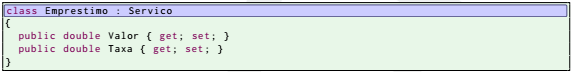 class Emprestimo : Servico
{
  public double Valor { get; set; }
  public double Taxa { get; set; }
}